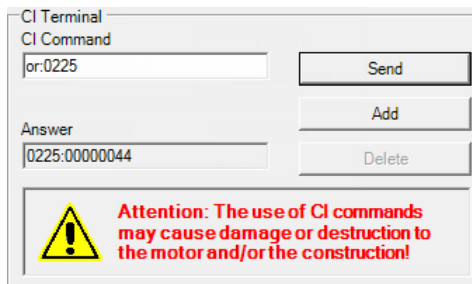 CI Terminal
CI Command
or:0225
Send
Add
Answer
0225:00000044
Delete
Attention: The use of CI commands
may cause damage or destruction to
the motor and/or the construction!